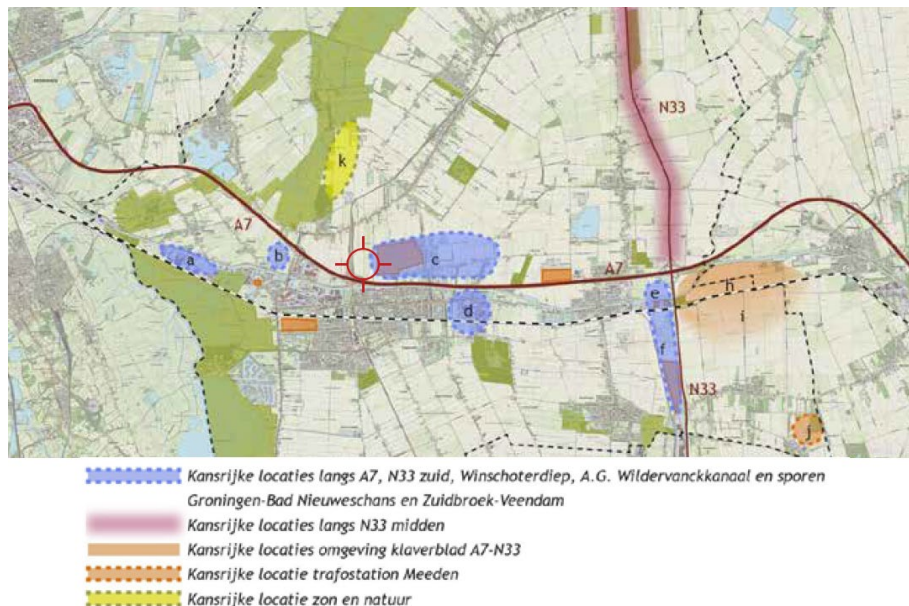 N33
k
A7
a
b
c
A7
h
e
d
i
f
N33
j
Kansrijke locaties langs A7, N33 zuid, Winschoterdiep, A.G. Wildervanckkanaal en sporen
Groningen-Bad Nieuweschans en Zuidbroek-Veendam
Kansrijke locaties langs N33 midden
Kansrijke locaties omgeving klaverblad A7-N33
Kansrijke locatie trafostation Meeden
Kansrijke locatie zon en natuur